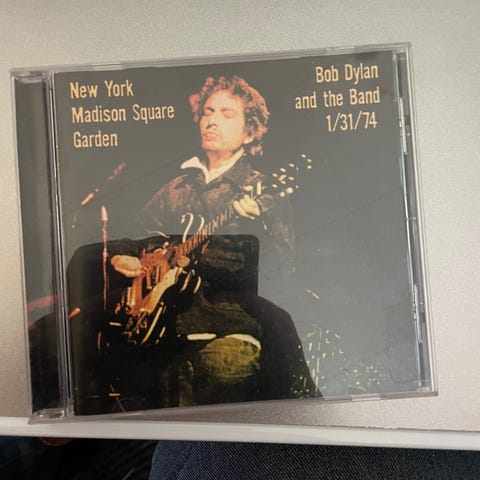 New York
Madison Square
Garden
Bob Dylan
and the Band
1/31/74